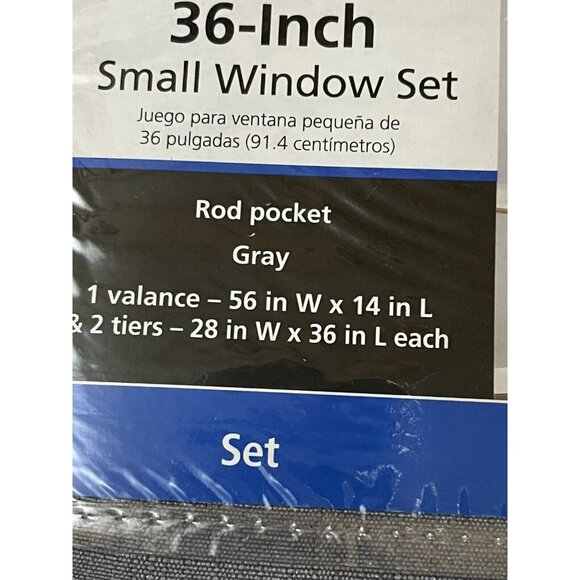 36-Inch
Small Window Set
Juego para ventana pequeña de
36 pulgadas (91.4 centímetros)
Rod pocket
Gray
1 valance – 56 in W x 14 in L
& 2 tiers – 28 in W x 36 in L each
Set